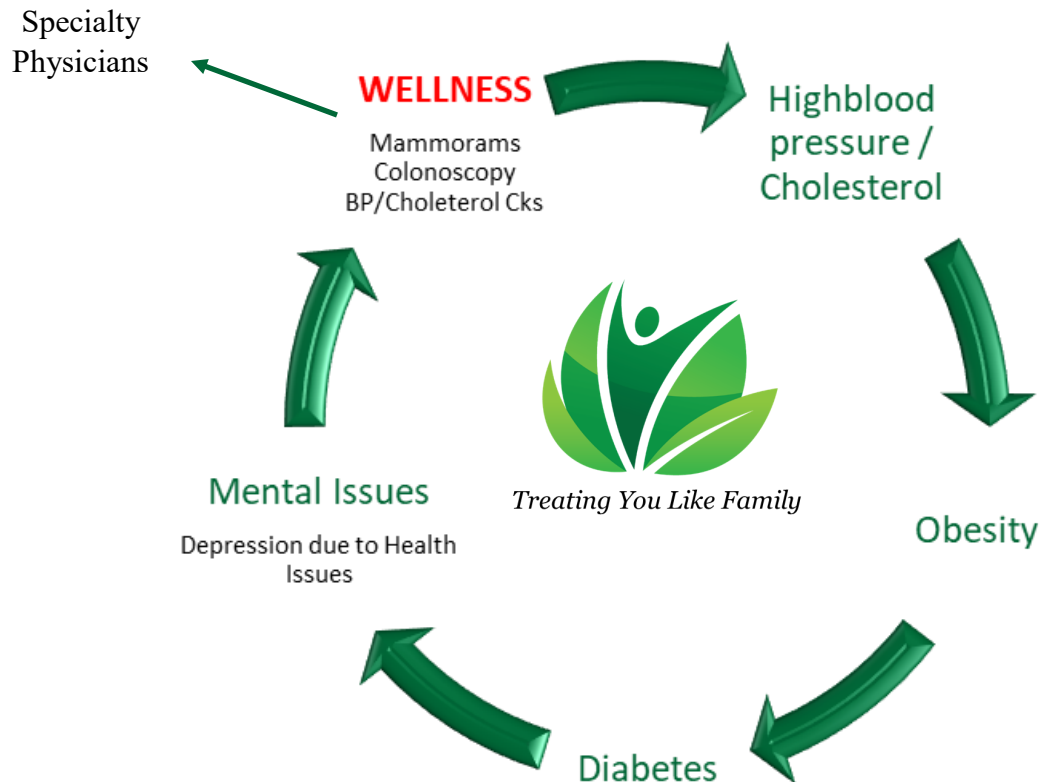 Specialty
Physicians
WELLNESS
Mammorams
Colonoscopy
BP/Choleterol Cks
Highblood
pressure /
Cholesterol
Obesity
Diabetes
Mental Issues
Depression due to Health
Issues
Treating You Like Family